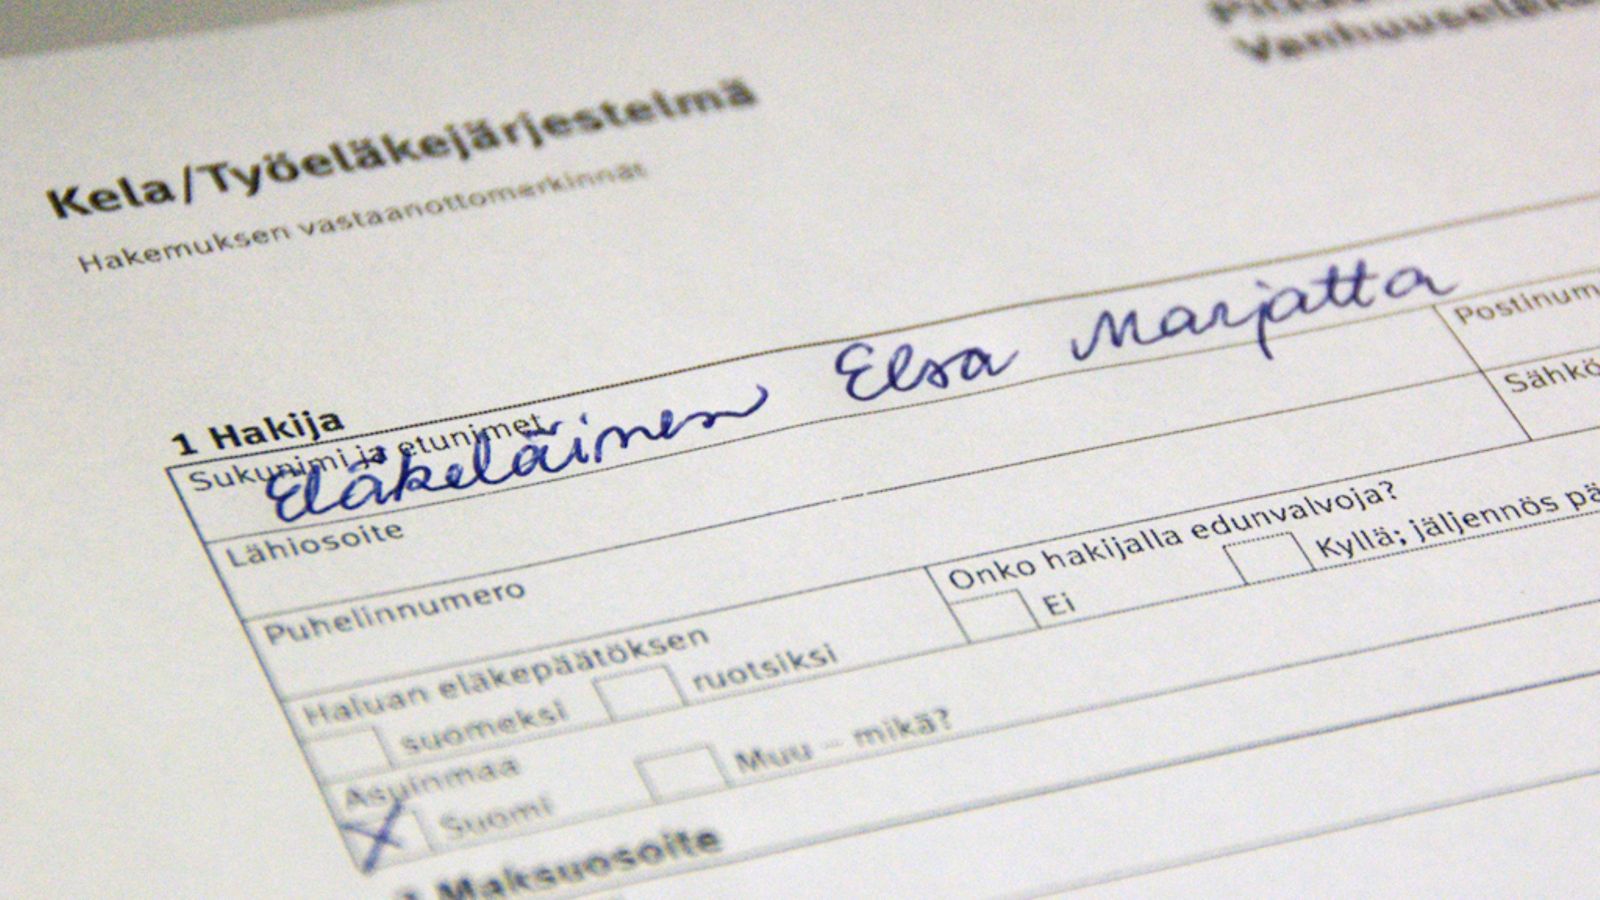 Kela/Työeläkejärjestelmä
Hakemuksen vastaanottomerkinnät
1 Hakija
Sukunimi ja etunimet
Eläkeläinen Elsa Marjatta
Postinum
Lähiosoite
Sähkö
Puhelinnumero
Onko hakijalla edunvalvoja?
Ei
Kyllä; jäljennös pä
Haluan eläkepäätöksen
suomeksi
ruotsiksi
Asuinmaa
X Suomi
Muu – mikä?
Maksuosoite